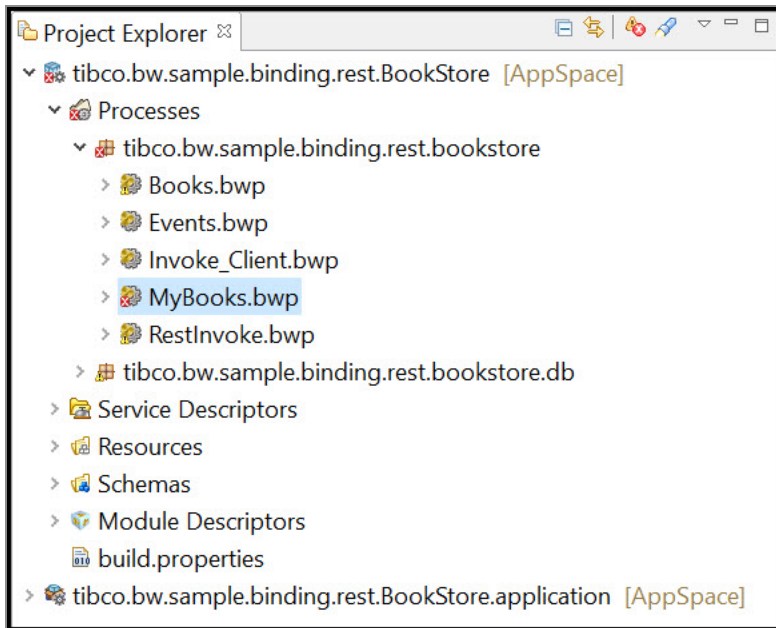 Project Explorer
tibco.bw.sample.binding.rest.BookStore [AppSpace]
Processes
tibco.bw.sample.binding.rest.bookstore
Books.bwp
Events.bwp
Invoke_Client.bwp
MyBooks.bwp
RestInvoke.bwp
tibco.bw.sample.binding.rest.bookstore.db
Service Descriptors
Resources
Schemas
Module Descriptors
build.properties
tibco.bw.sample.binding.rest.BookStore.application [AppSpace]